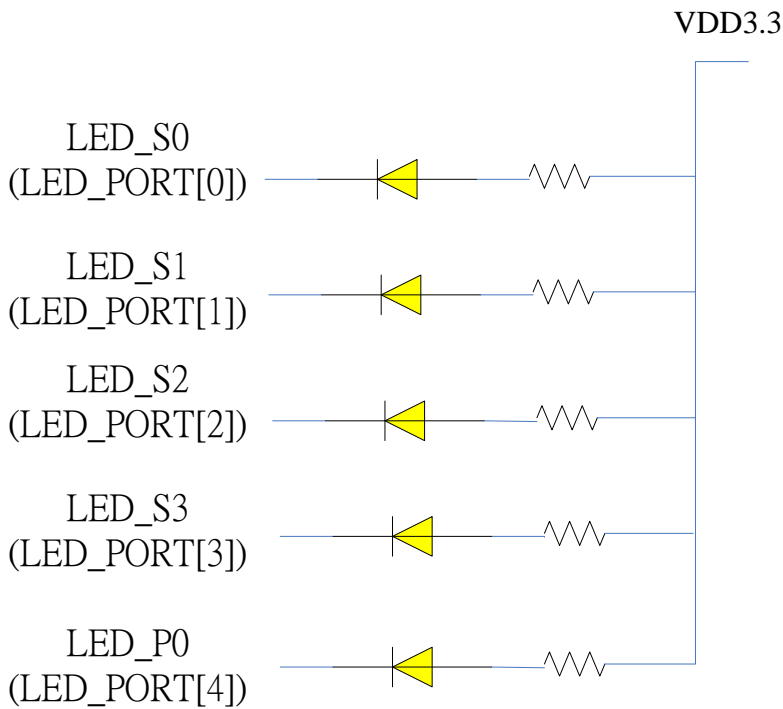 VDD3.3
LED_S0
(LED_PORT[0])
LED_S1
(LED_PORT[1])
LED_S2
(LED_PORT[2])
LED_S3
(LED_PORT[3])
LED_P0
(LED_PORT[4])